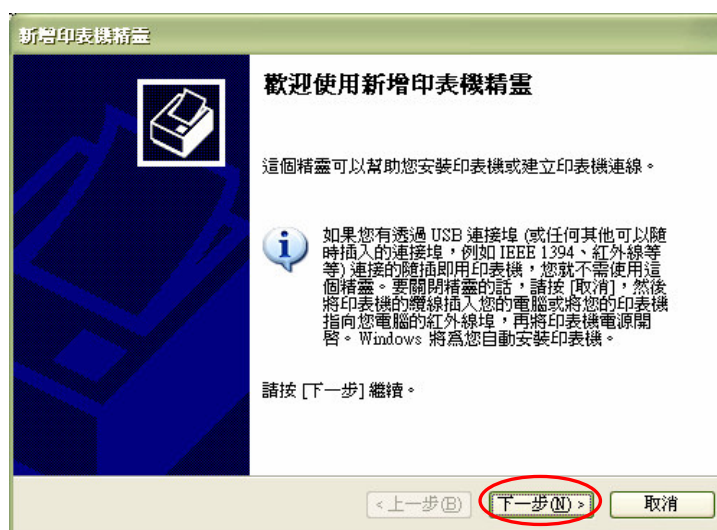 新增印表機精靈
歡迎使用新增印表機精靈
這個精靈可以幫助您安裝印表機或建立印表機連線。
如果您有透過 USB 連接埠 (或任何其他可以隨
時插入的連接埠，例如 IEEE 1394、紅外線等
等) 連接的隨插即用印表機，您就不需使用這
個精靈。要關閉精靈的話，請按 [取消]，然後
將印表機的纜線插入您的電腦或將您的印表機
指向您電腦的紅外線埠，再將印表機電源開
啓。Windows 將為您自動安裝印表機。
請按 [下一步] 繼續。
<上一步(B) 下一步(N) > 取消